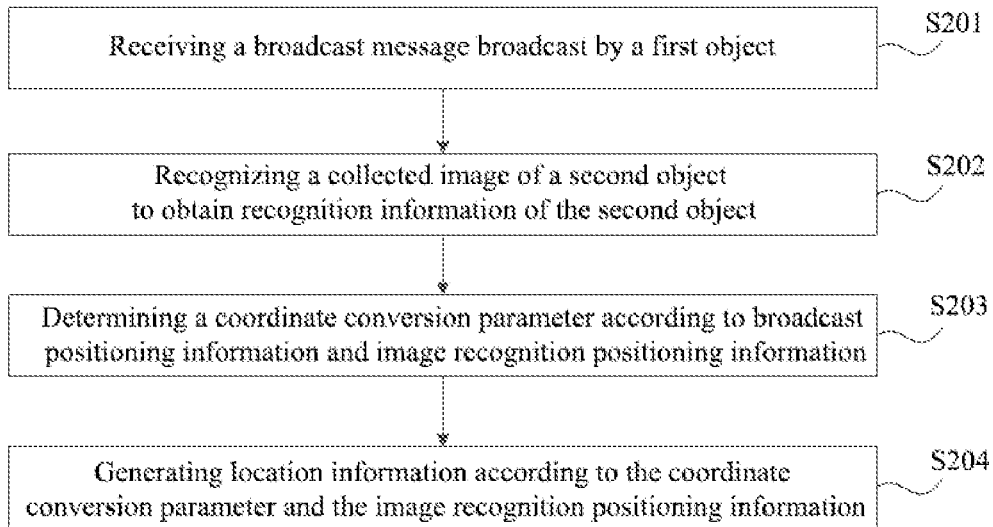 Receiving a broadcast message broadcast by a first object
S201
Recognizing a collected image of a second object
to obtain recognition information of the second object
S202
Determining a coordinate conversion parameter according to broadcast
positioning information and image recognition positioning information
S203
Generating location information according to the coordinate
conversion parameter and the image recognition positioning information
S204